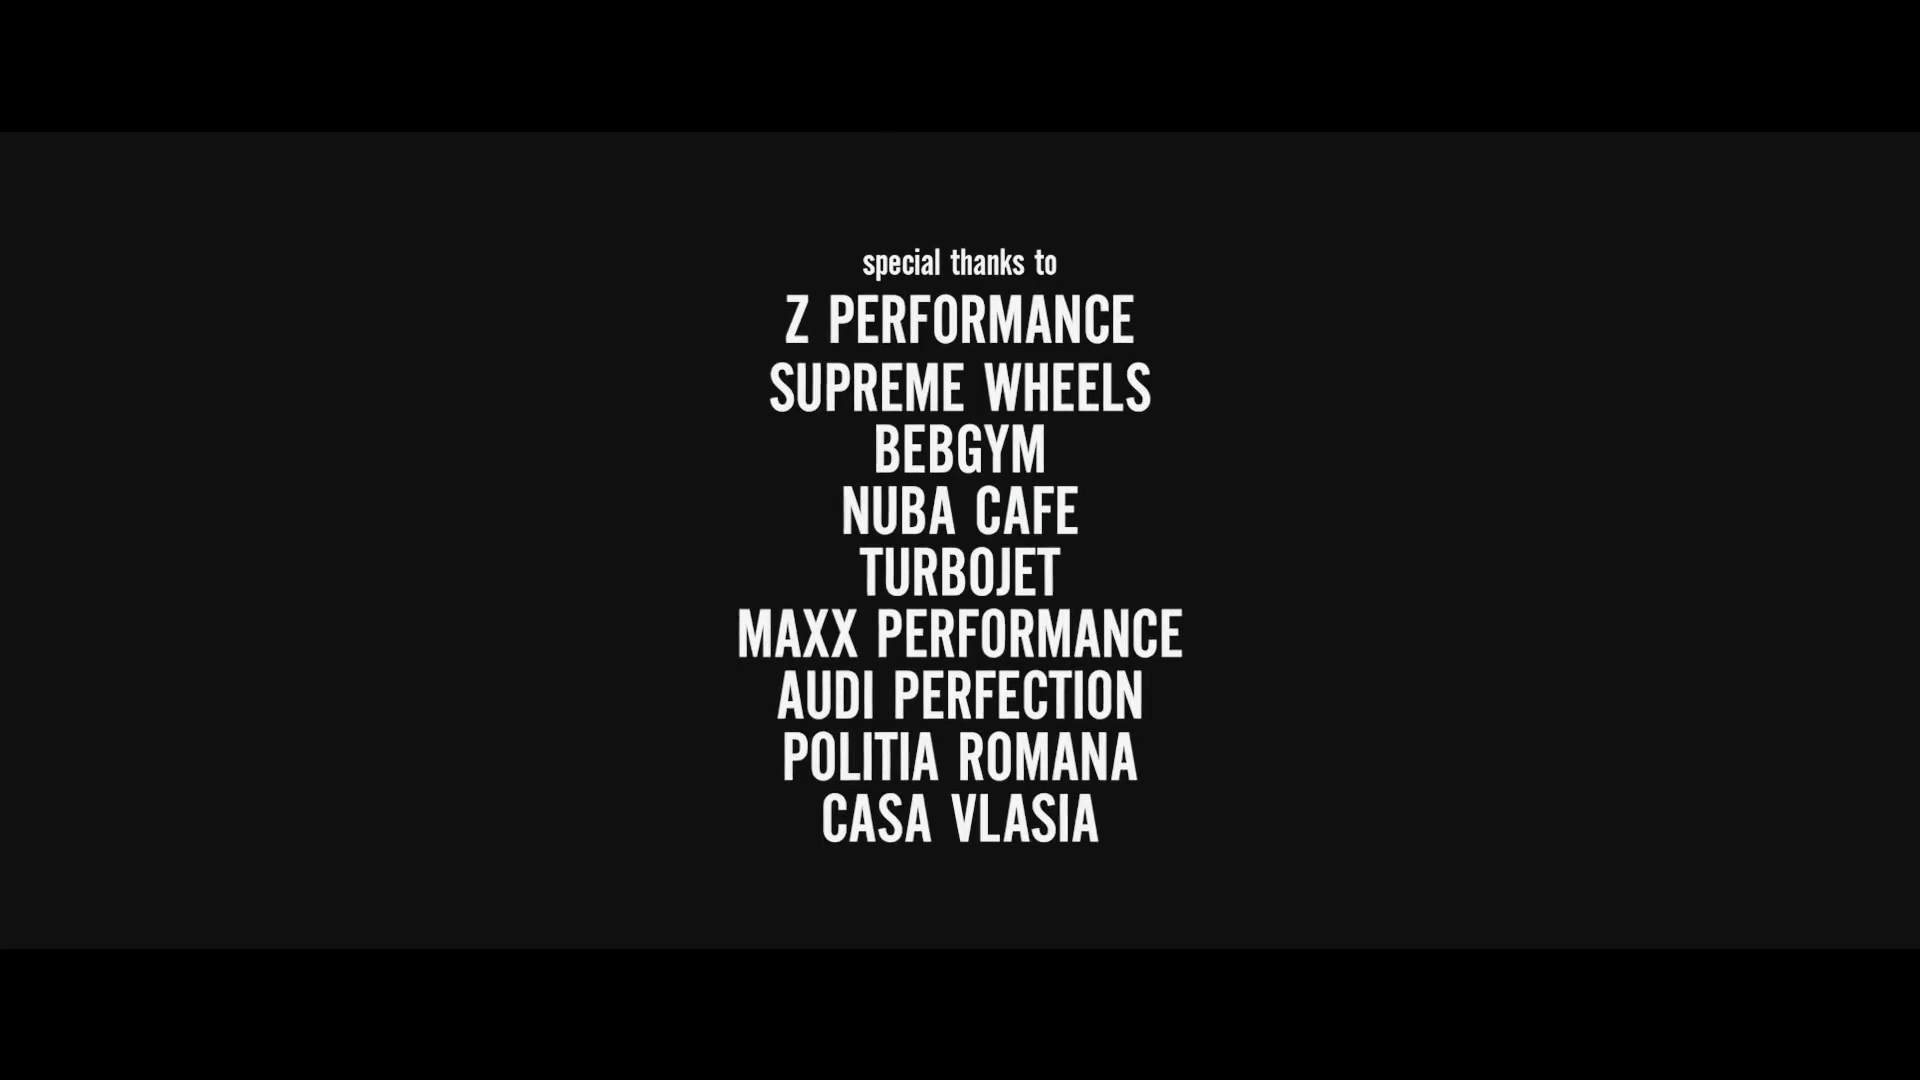 special thanks to
Z PERFORMANCE
SUPREME WHEELS
BEBGYM
NUBA CAFE
TURBOJET
MAXX PERFORMANCE
AUDI PERFECTION
POLITIA ROMANA
CASA VLASIA